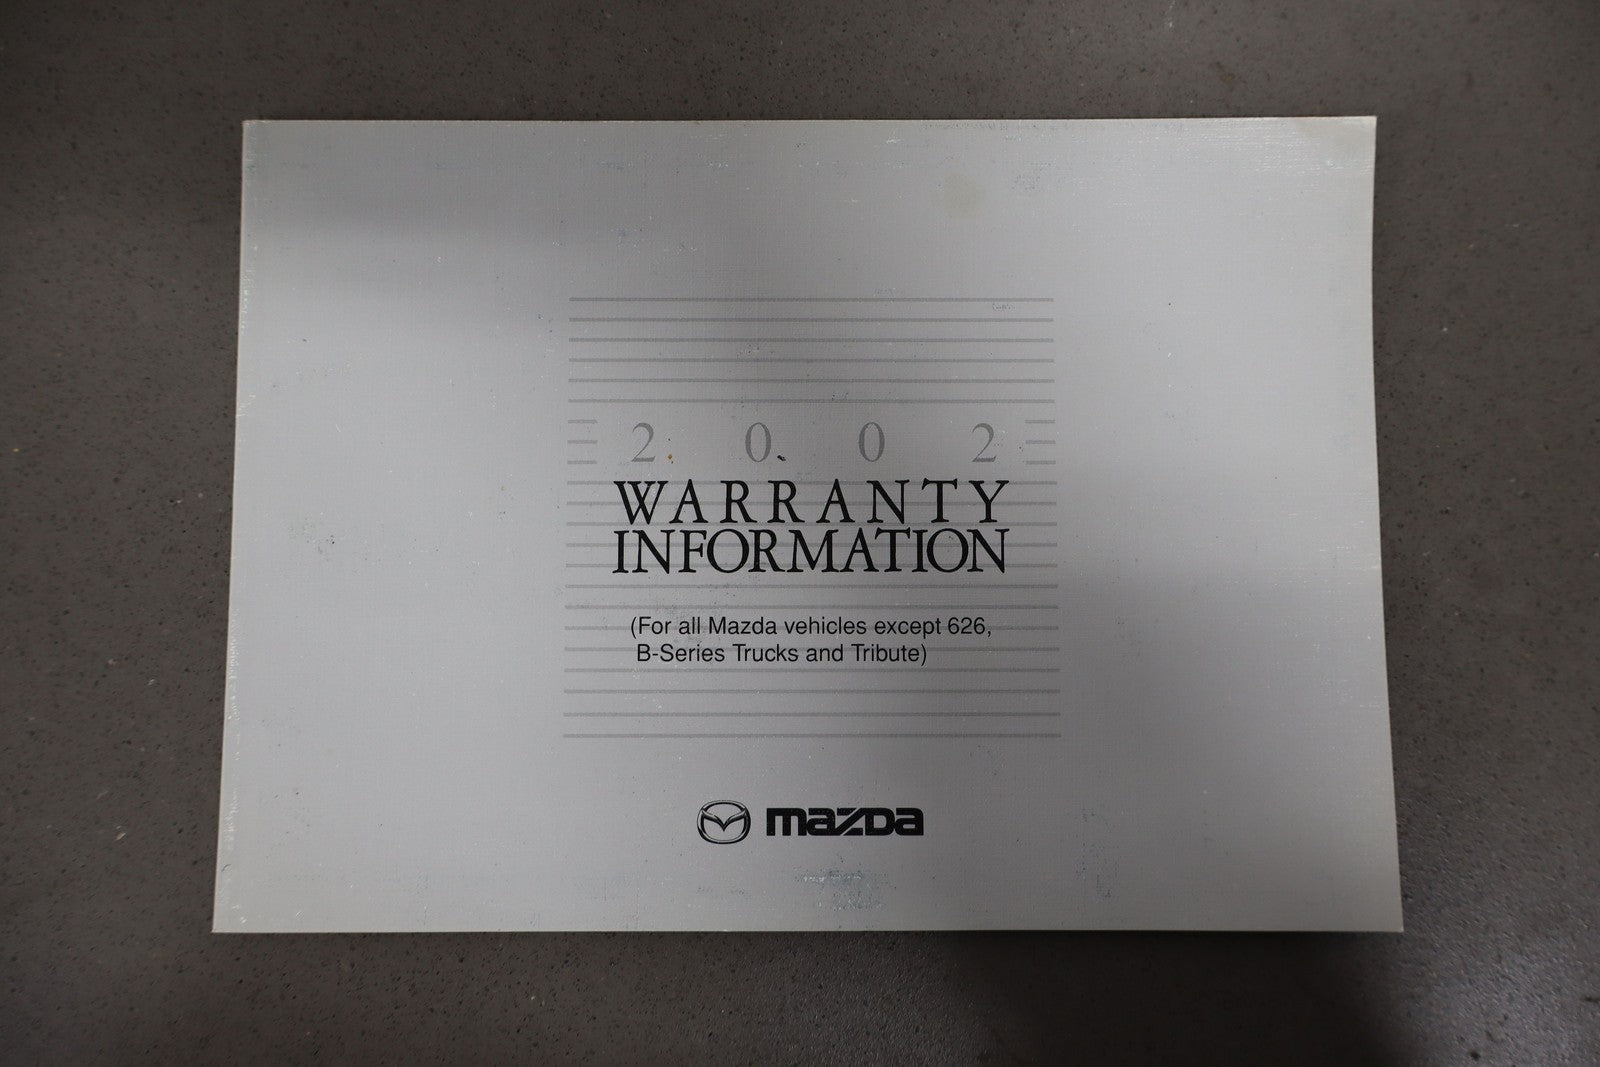 2 0 0 2
WARRANTY
INFORMATION
(For all Mazda vehicles except 626,
B-Series Trucks and Tribute)
mazda